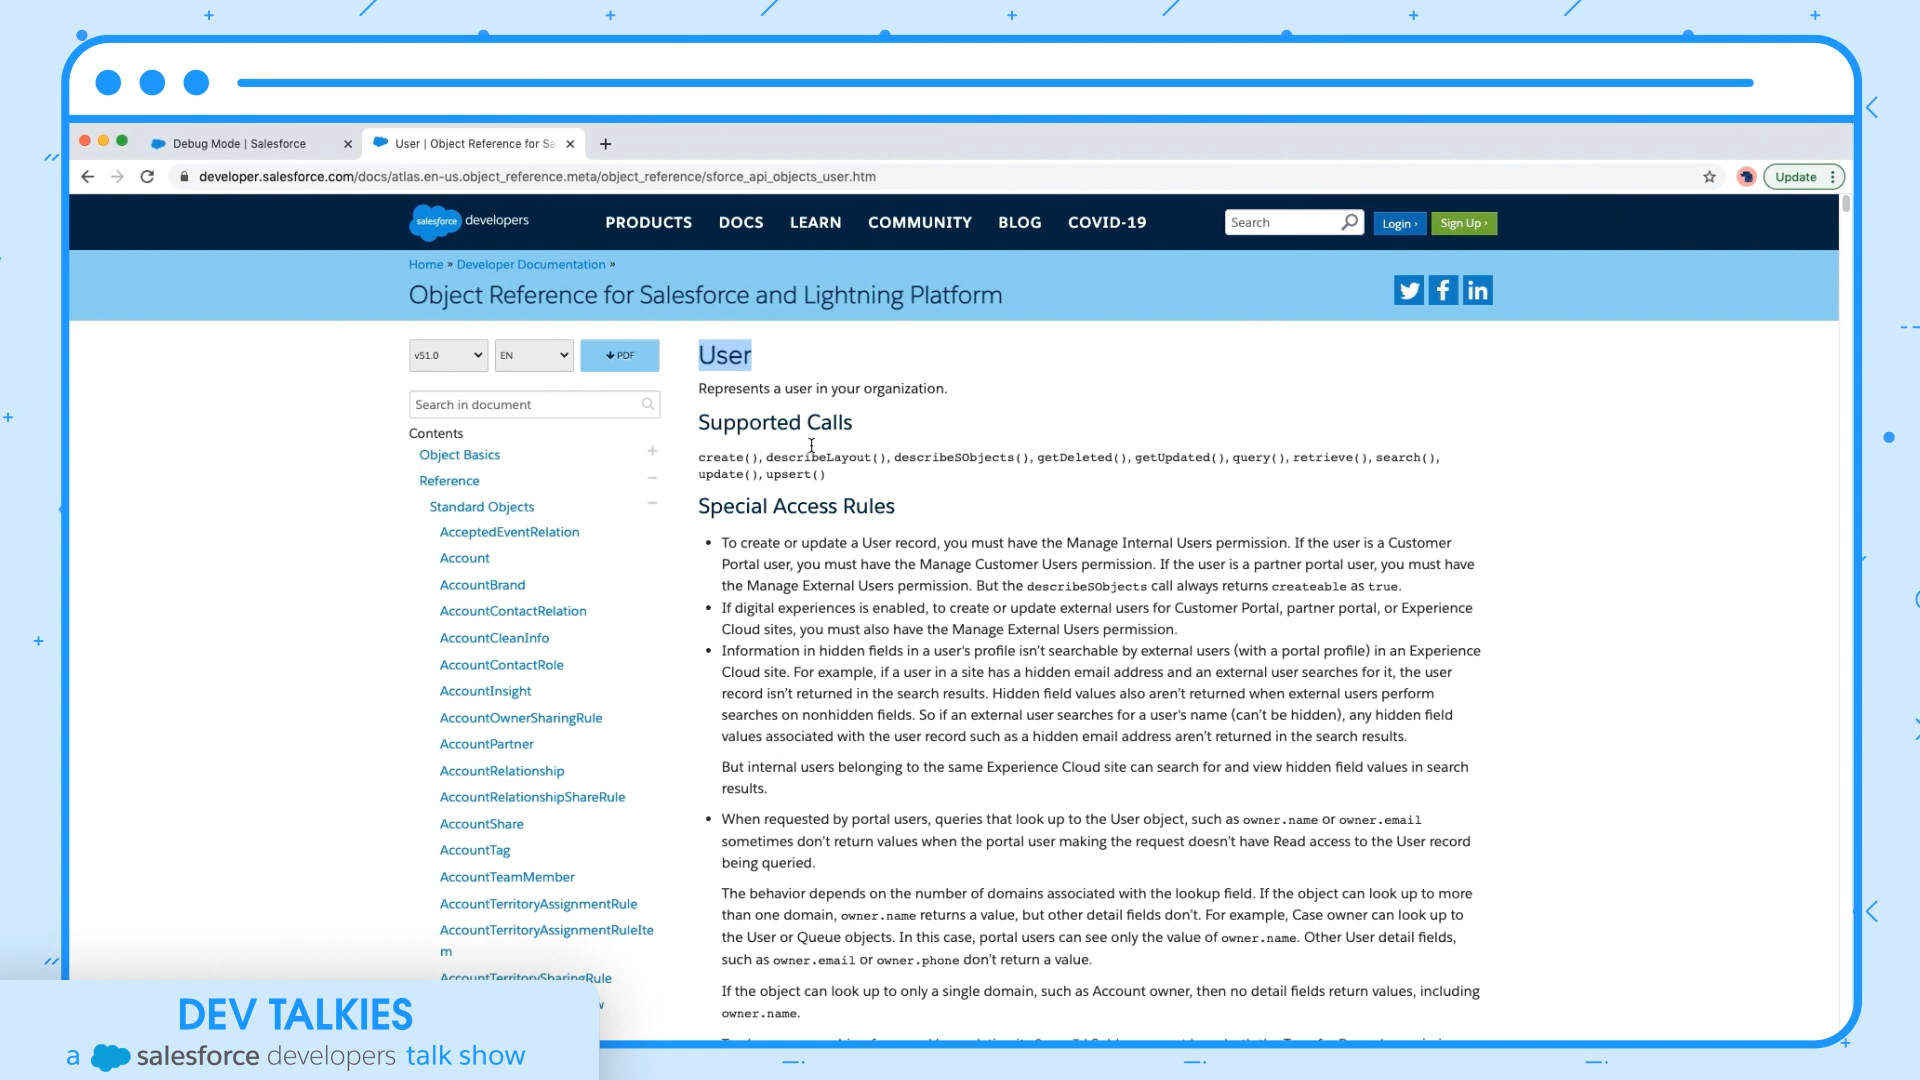 Debug Mode | Salesforce
User | Object Reference for Sa
developer.salesforce.com/docs/atlas.en-us.object_reference.meta/object_reference/sforce_api_objects_user.htm
Update
salesforce developers
PRODUCTS DOCS LEARN COMMUNITY BLOG COVID-19
Search
Login ›
Sign Up ›
Home » Developer Documentation »
Object Reference for Salesforce and Lightning Platform
v51.0
EN
PDF
Search in document
Contents
Object Basics
Reference
Standard Objects
AcceptedEventRelation
Account
AccountBrand
AccountContactRelation
AccountCleanInfo
AccountContactRole
AccountInsight
AccountOwnerSharingRule
AccountPartner
AccountRelationship
AccountRelationshipShareRule
AccountShare
AccountTag
AccountTeamMember
AccountTerritoryAssignmentRule
AccountTerritoryAssignmentRuleIte
m
AccountTerritorySharingRule
User
Represents a user in your organization.
Supported Calls
create(), describeLayout(), describeSObjects(), getDeleted(), getUpdated(), query(), retrieve(), search(),
update(), upsert()
Special Access Rules
• To create or update a User record, you must have the Manage Internal Users permission. If the user is a Customer
Portal user, you must have the Manage Customer Users permission. If the user is a partner portal user, you must have
the Manage External Users permission. But the describeSObjects call always returns createable as true.
• If digital experiences is enabled, to create or update external users for Customer Portal, partner portal, or Experience
Cloud sites, you must also have the Manage External Users permission.
• Information in hidden fields in a user's profile isn't searchable by external users (with a portal profile) in an Experience
Cloud site. For example, if a user in a site has a hidden email address and an external user searches for it, the user
record isn't returned in the search results. Hidden field values also aren't returned when external users perform
searches on nonhidden fields. So if an external user searches for a user's name (can't be hidden), any hidden field
values associated with the user record such as a hidden email address aren't returned in the search results.
But internal users belonging to the same Experience Cloud site can search for and view hidden field values in search
results.
• When requested by portal users, queries that look up to the User object, such as owner.name or owner.email
sometimes don't return values when the portal user making the request doesn't have Read access to the User record
being queried.
The behavior depends on the number of domains associated with the lookup field. If the object can look up to more
than one domain, owner.name returns a value, but other detail fields don't. For example, Case owner can look up to
the User or Queue objects. In this case, portal users can see only the value of owner.name. Other User detail fields,
such as owner.email or owner.phone don't return a value.
If the object can look up to only a single domain, such as Account owner, then no detail fields return values, including
owner.name.
DEV TALKIES
a salesforce developers talk show